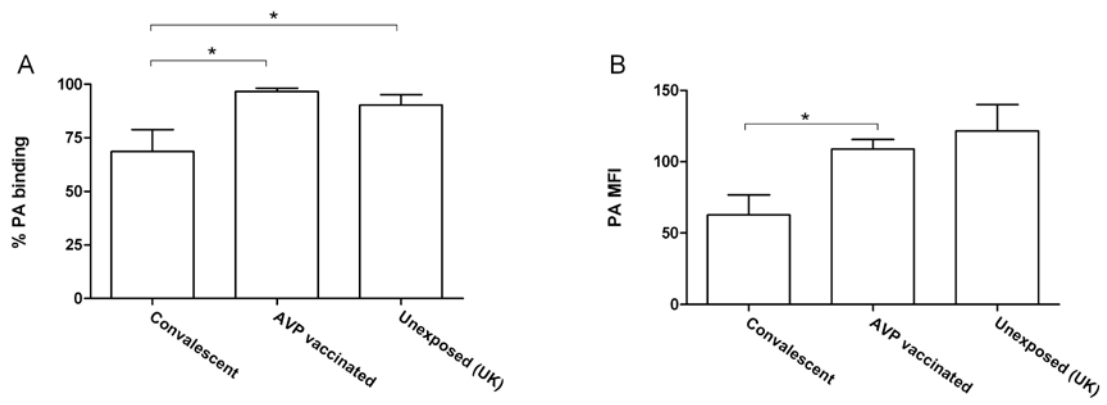 *
*
A
100
75
50
25
0
% PA binding
Convalescent
AVP vaccinated
Unexposed (UK)
B
*
150
100
50
0
PA MFI
Convalescent
AVP vaccinated
Unexposed (UK)